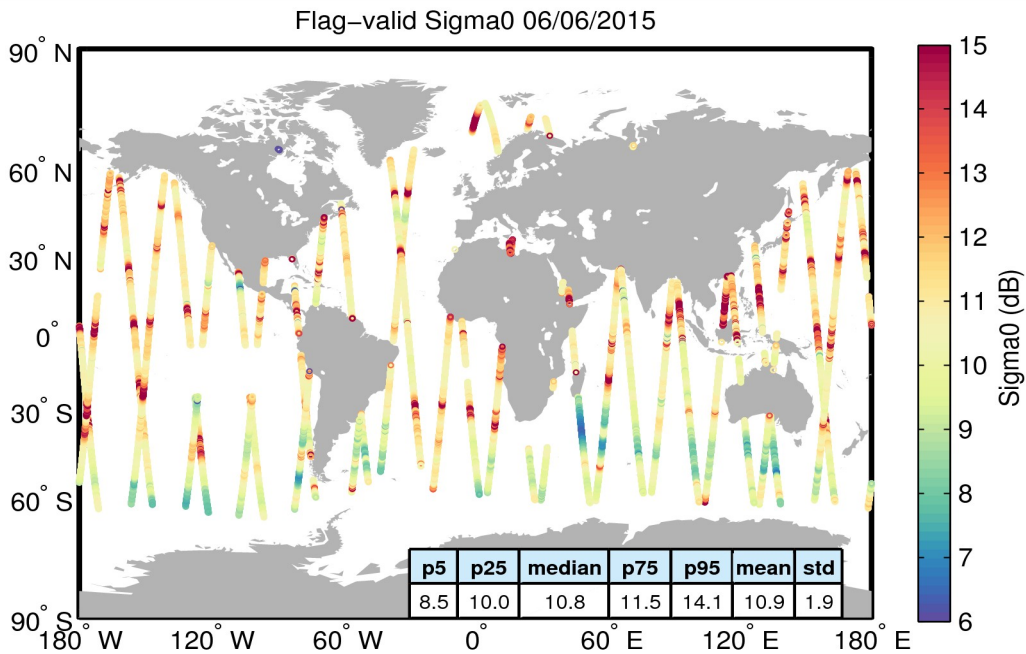 Flag−valid Sigma0 06/06/2015
90° N
60° N
30° N
0°
30° S
60° S
90° S
180° W
120° W
60° W
0°
60° E
120° E
180° E
p5 p25 median p75 p95 mean std
8.5 10.0 10.8 11.5 14.1 10.9 1.9
15
14
13
12
11
10
9
8
7
6
Sigma0 (dB)